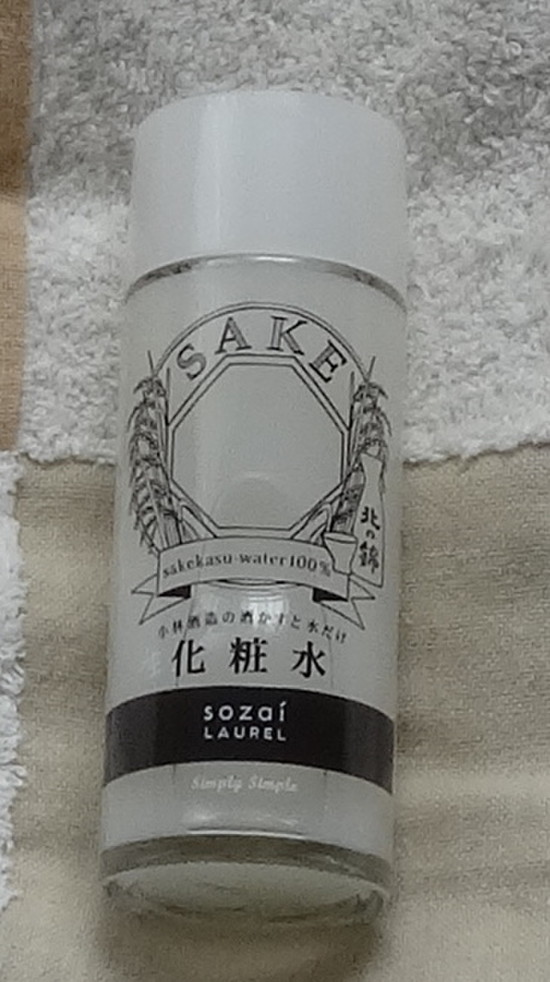 SAKE
北の錦
sakekasu-water100%
小林酒造の酒かすと水だけ
化粧水
sozaí
LAUREL
Simply Simple